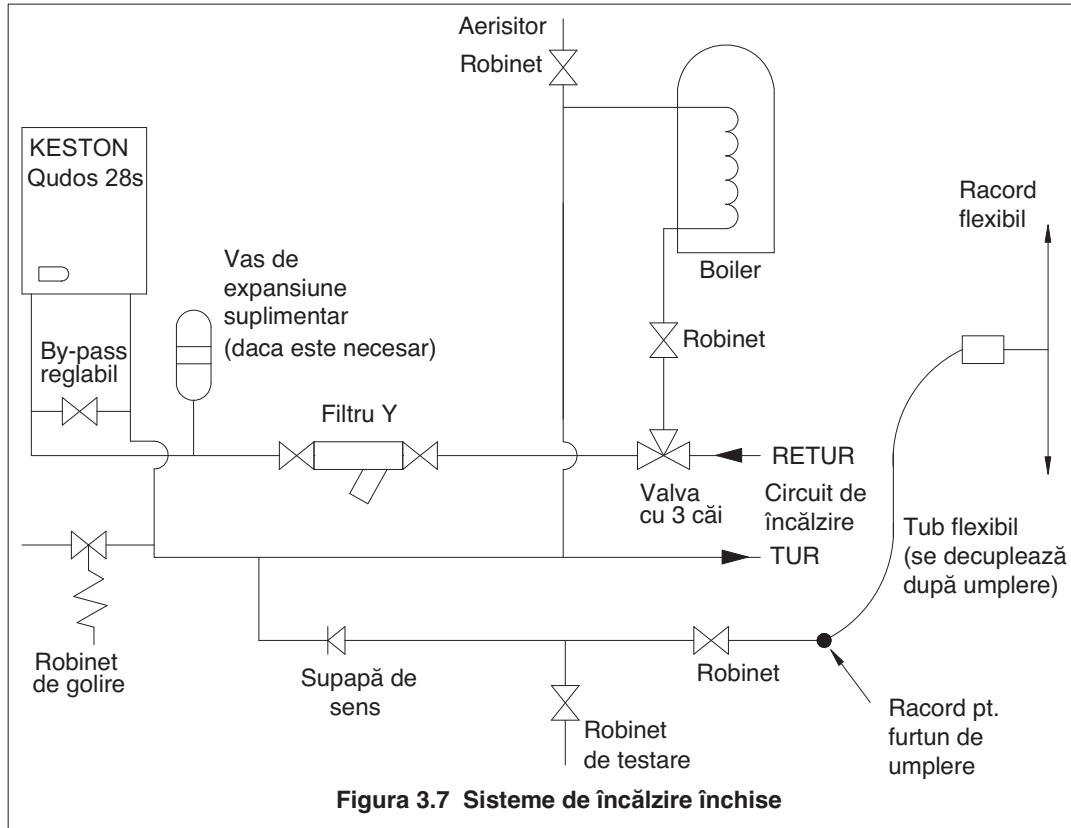 Aerisitor
Robinet
KESTON
Qudos 28s
Racord
flexibil
Vas de
expansiune
suplimentar
(daca este necesar)
Boiler
By-pass
reglabil
Robinet
Filtru Y
RETUR
Valva
cu 3 căi
Circuit de
încălzire
Tub flexibil
(se decuplează
după umplere)
TUR
Robinet
de golire
Supapă de
sens
Robinet
Robinet
de testare
Racord pt.
furtun de
umplere
Figura 3.7 Sisteme de încălzire închise